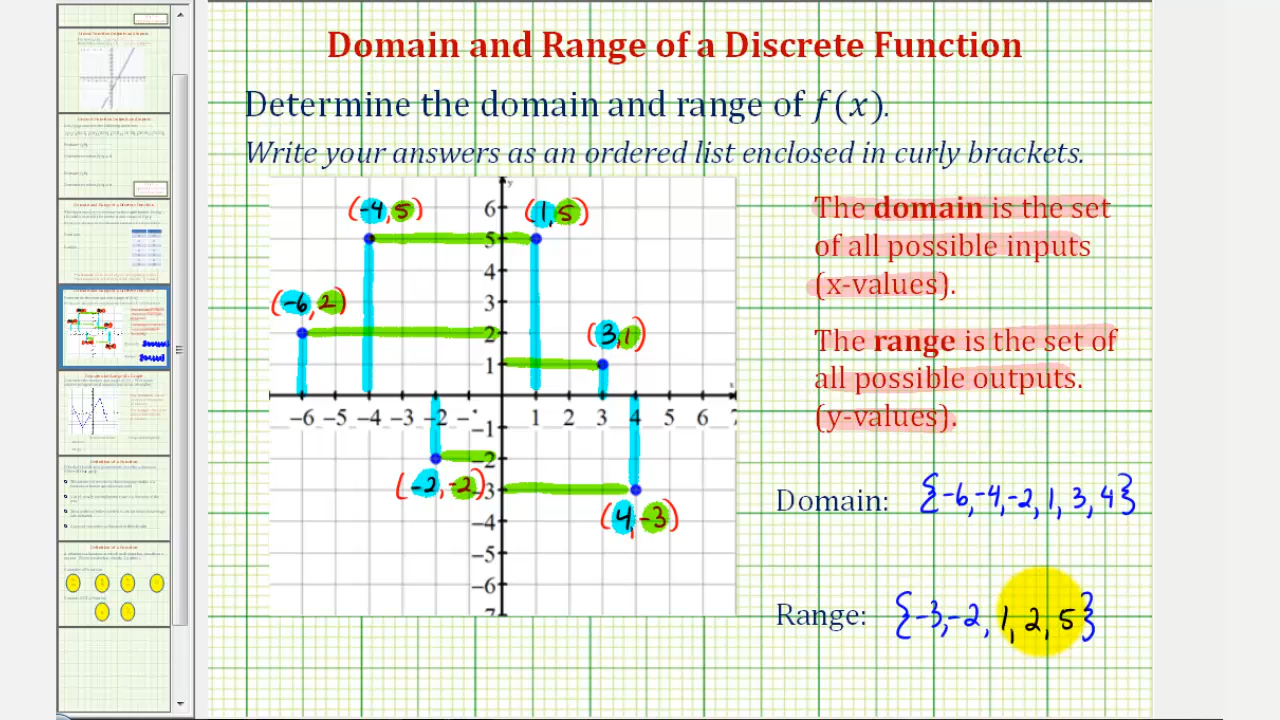 Domain and Range of a Discrete Function
Determine the domain and range of f(x).
Write your answers as an ordered list enclosed in curly brackets.
(-4, 5)
(1, 5)
(-6, 2)
(3, 1)
(-2, -2)
(4, -3)
y
6
5
4
3
2
1
x
-6 -5 -4 -3 -2 -1 1 2 3 4 5 6 7
-1
-2
-3
-4
-5
-6
7
The domain is the set
of all possible inputs
(x-values).
The range is the set of
all possible outputs.
(y-values).
Domain: {-6, -4, -2, 1, 3, 4}
Range: {-3, -2, 1, 2, 5}